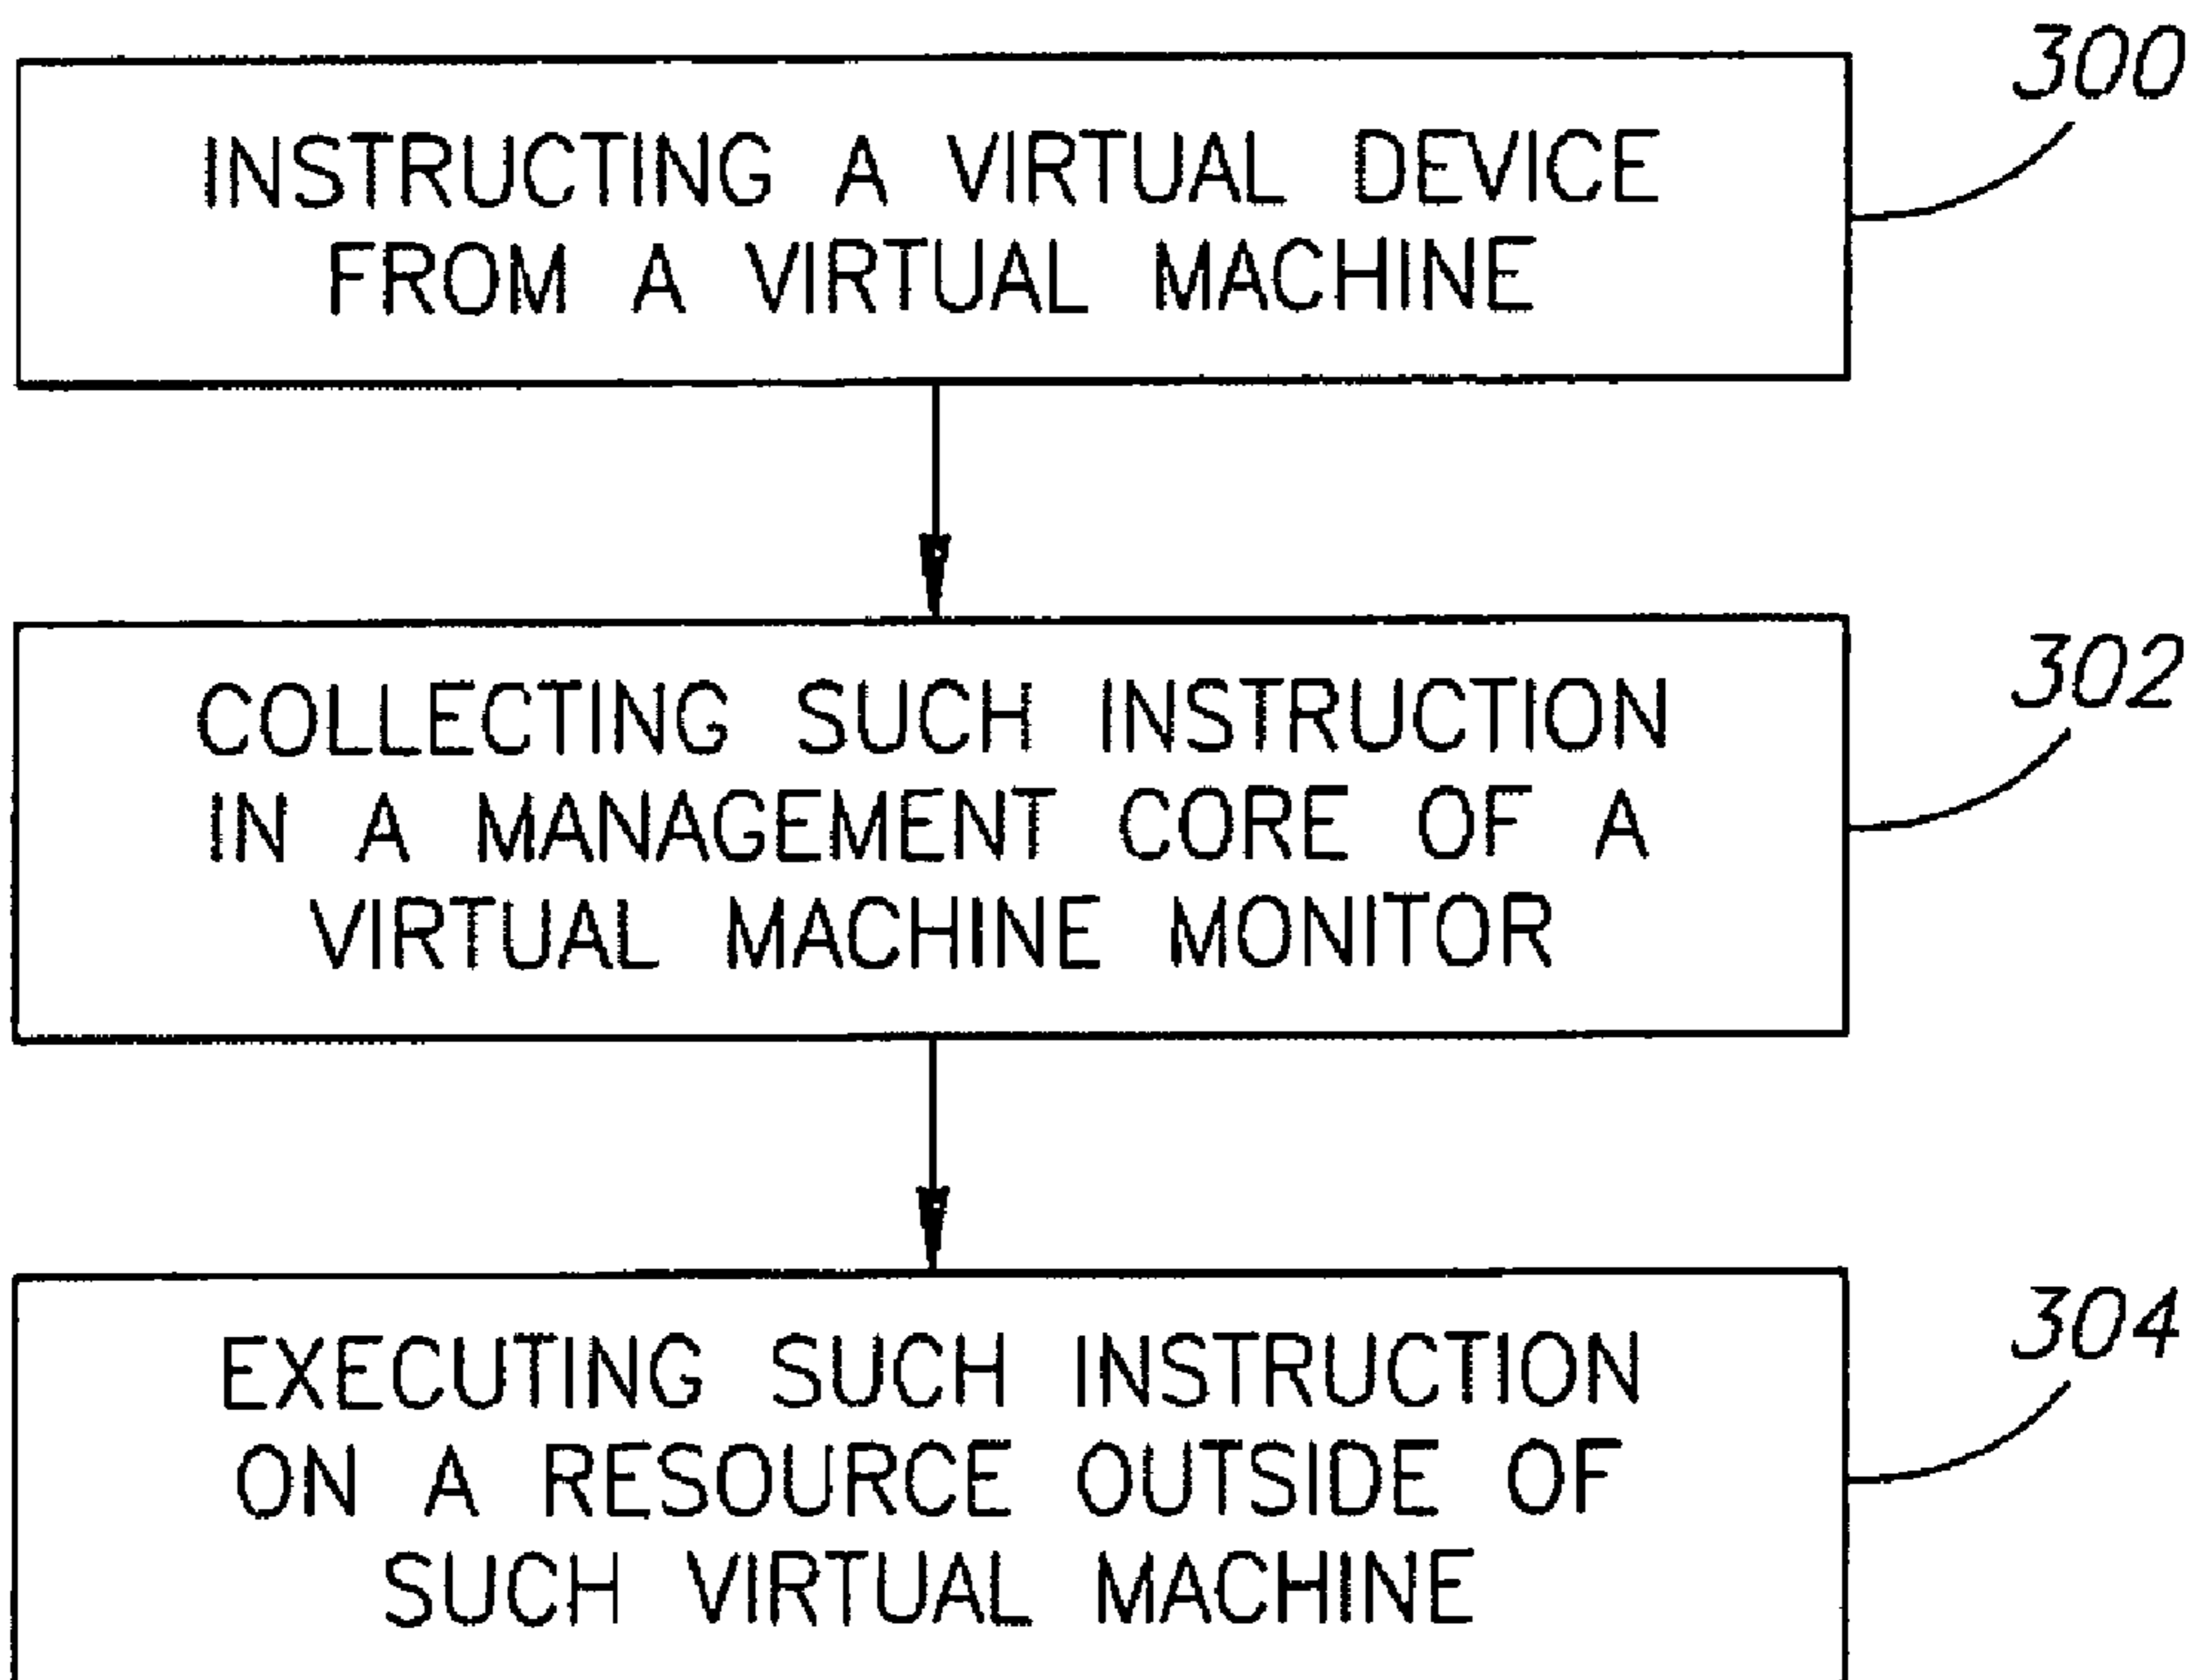 300
INSTRUCTING A VIRTUAL DEVICE
FROM A VIRTUAL MACHINE
302
COLLECTING SUCH INSTRUCTION
IN A MANAGEMENT CORE OF A
VIRTUAL MACHINE MONITOR
304
EXECUTING SUCH INSTRUCTION
ON A RESOURCE OUTSIDE OF
SUCH VIRTUAL MACHINE